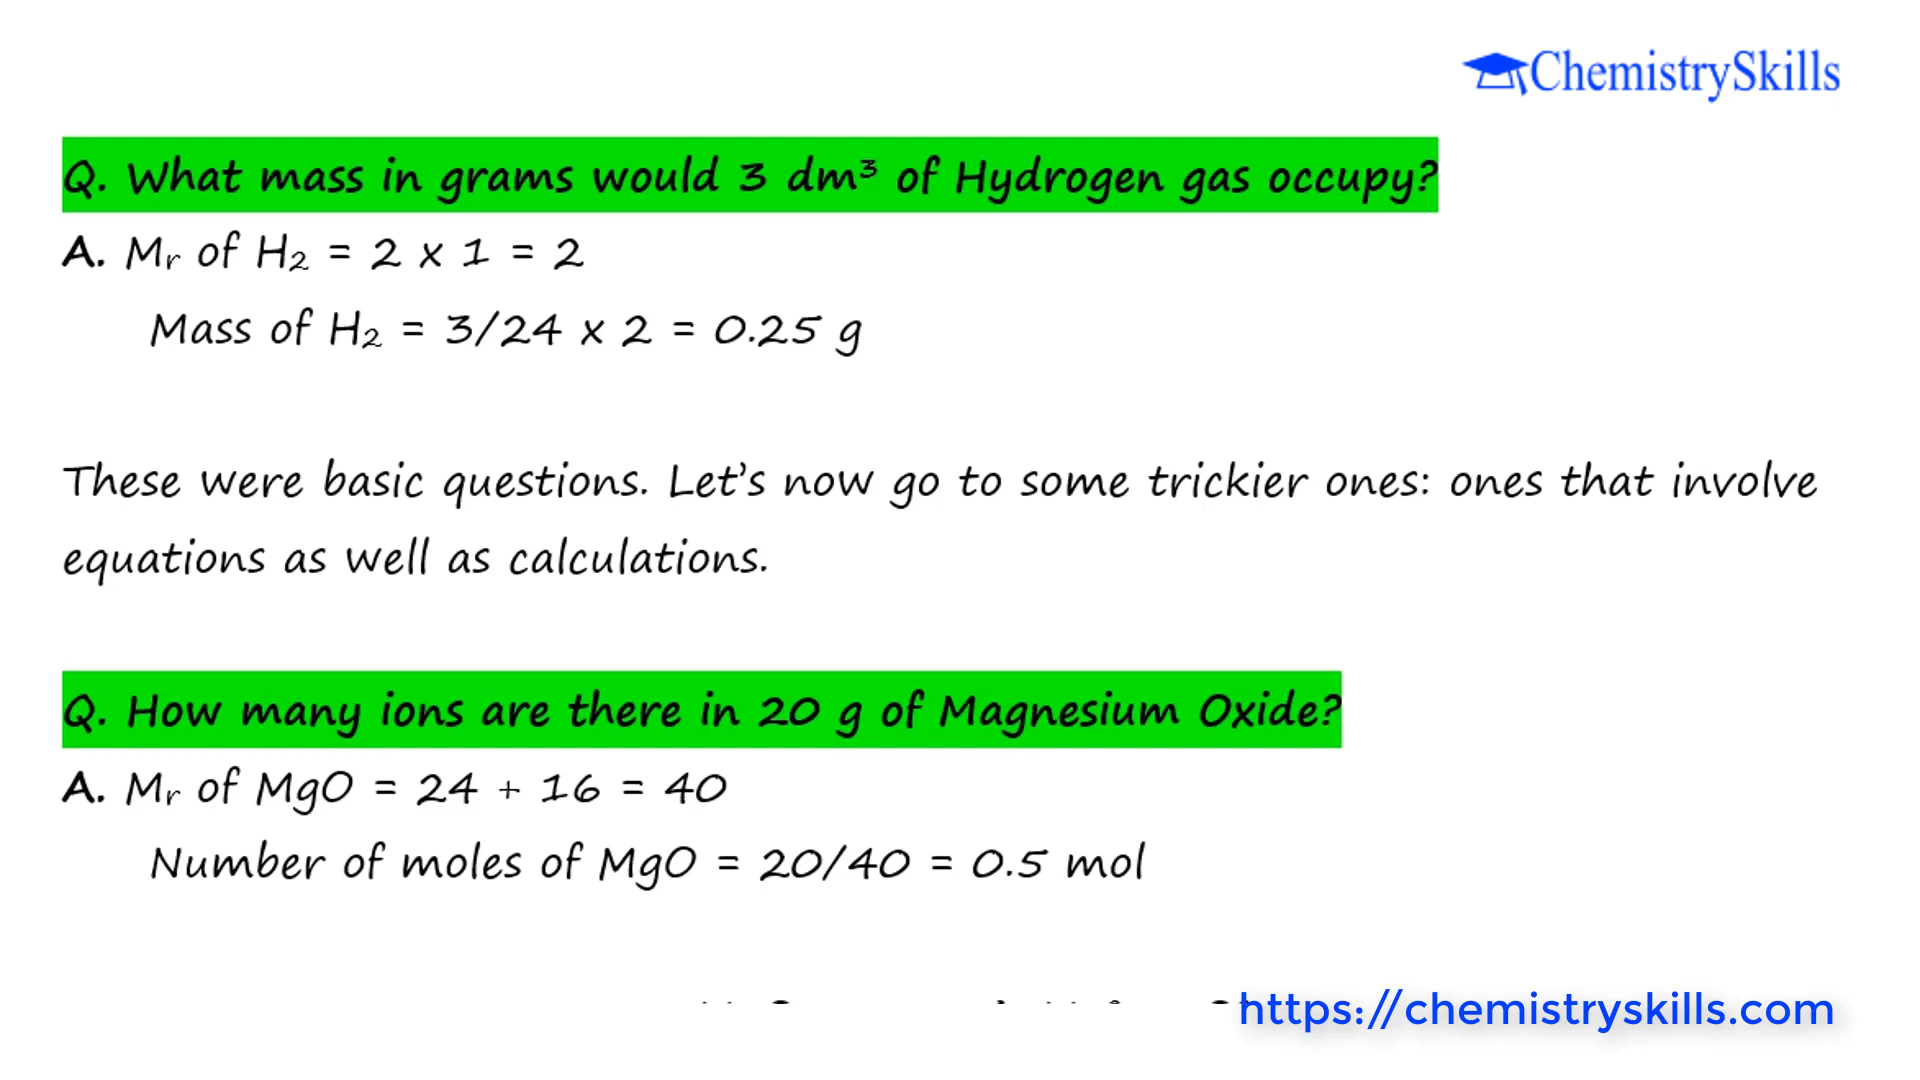 ChemistrySkills
Q. What mass in grams would 3 dm³ of Hydrogen gas occupy?
A. Mᵣ of H₂ = 2 x 1 = 2
Mass of H₂ = 3/24 x 2 = 0.25 g
These were basic questions. Let’s now go to some trickier ones: ones that involve
equations as well as calculations.
Q. How many ions are there in 20 g of Magnesium Oxide?
A. Mᵣ of MgO = 24 + 16 = 40
Number of moles of MgO = 20/40 = 0.5 mol
https://chemistryskills.com